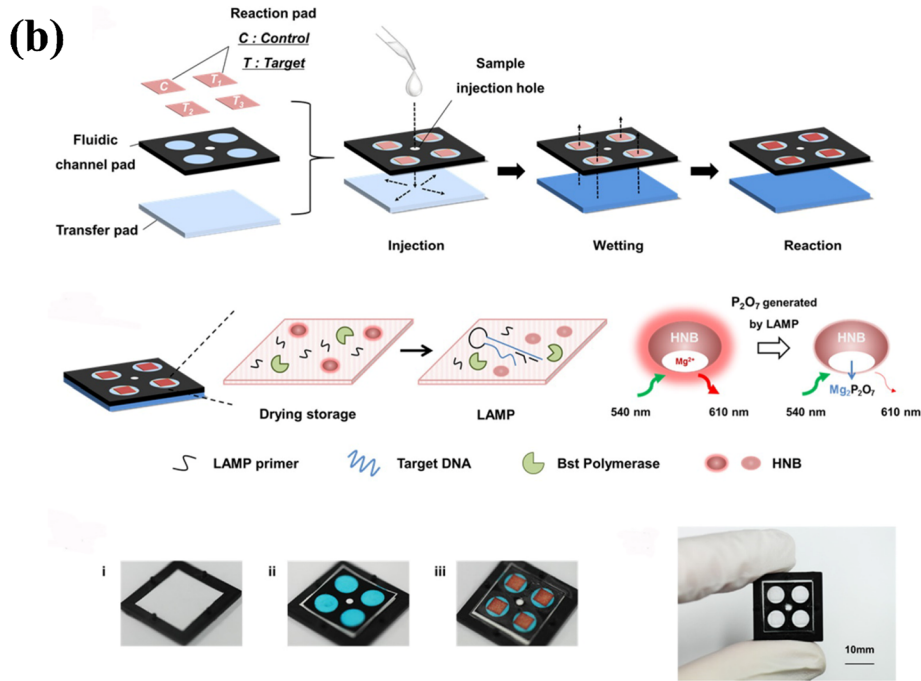 (b)
Reaction pad
C : Control
T : Target
C
T1
T2
T3
Fluidic
channel pad
Transfer pad
Sample
injection hole
Injection
Wetting
Reaction
Drying storage
LAMP
P2O7 generated
by LAMP
HNB
Mg2+
540 nm
610 nm
HNB
Mg2P2O7
540 nm
610 nm
LAMP primer
Target DNA
Bst Polymerase
HNB
i
ii
iii
10mm